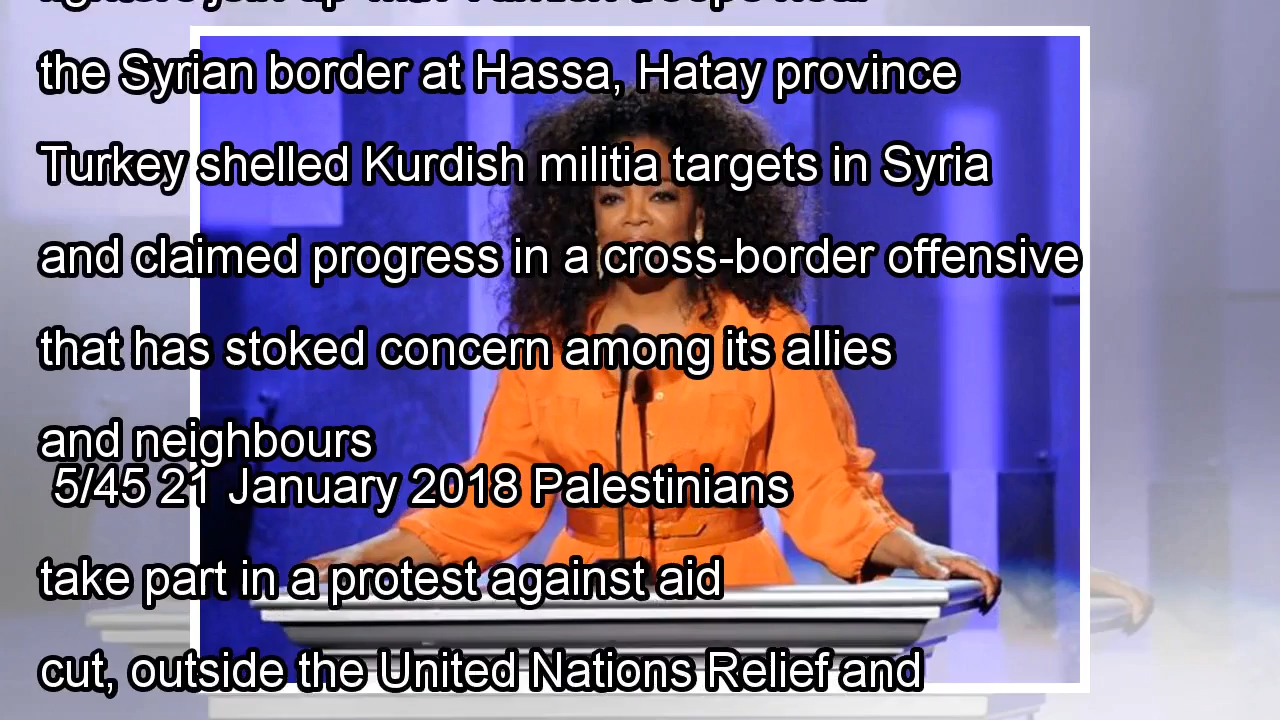 the Syrian border at Hassa, Hatay province
Turkey shelled Kurdish militia targets in Syria
and claimed progress in a cross-border offensive
that has stoked concern among its allies
and neighbours
5/45 21 January 2018 Palestinians
take part in a protest against aid
cut, outside the United Nations Relief and